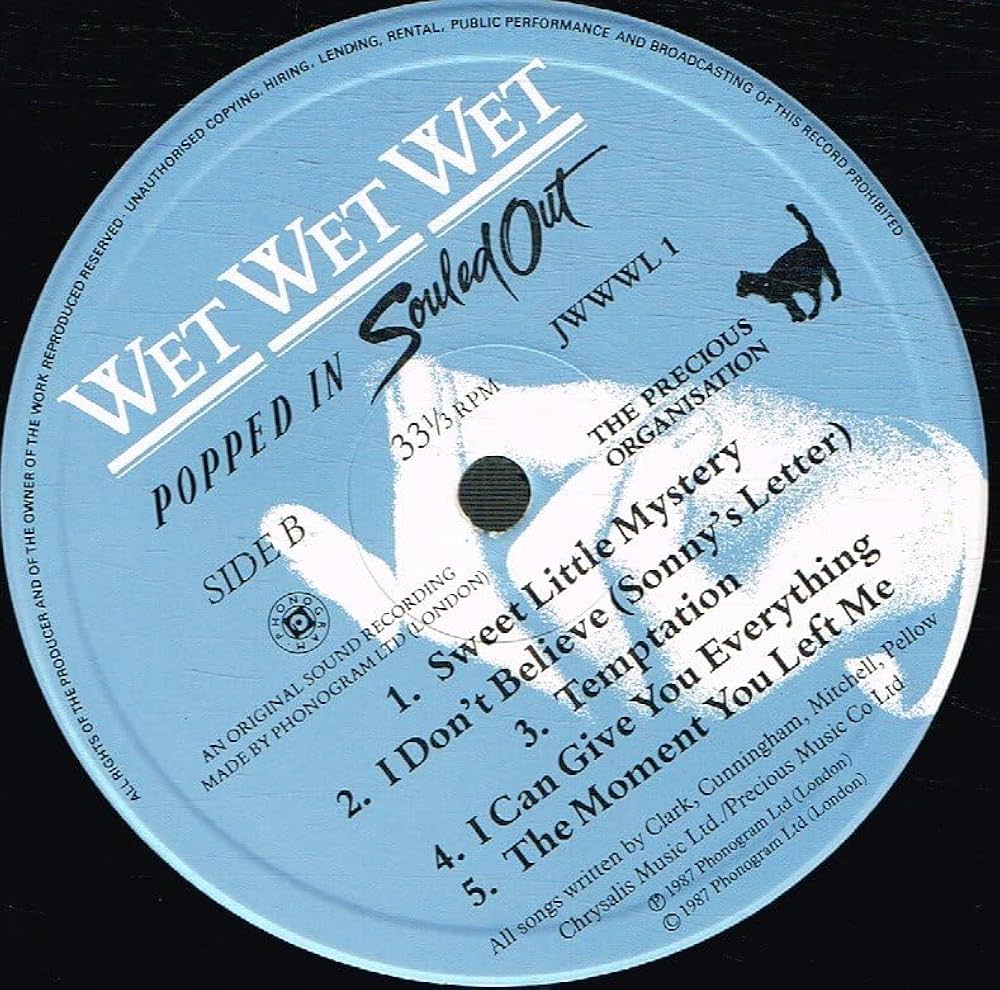 ALL RIGHTS OF THE PRODUCER AND OF THE OWNER OF THE WORK REPRODUCED RESERVED · UNAUTHORISED COPYING, HIRING, LENDING, RENTAL, PUBLIC PERFORMANCE AND BROADCASTING OF THIS RECORD PROHIBITED
WET WET WET
POPPED IN Souled Out
JWWWL 1
33⅓ RPM
THE PRECIOUS
ORGANISATION
SIDE B
PHONOGRAM
AN ORIGINAL SOUND RECORDING
MADE BY PHONOGRAM LTD (LONDON)
1. Sweet Little Mystery
2. I Don't Believe (Sonny's Letter)
3. Temptation
4. I Can Give You Everything
5. The Moment You Left Me
All songs written by Clark, Cunningham, Mitchell, Pellow
Chrysalis Music Ltd./Precious Music Co Ltd
℗ 1987 Phonogram Ltd (London)
© 1987 Phonogram Ltd (London)